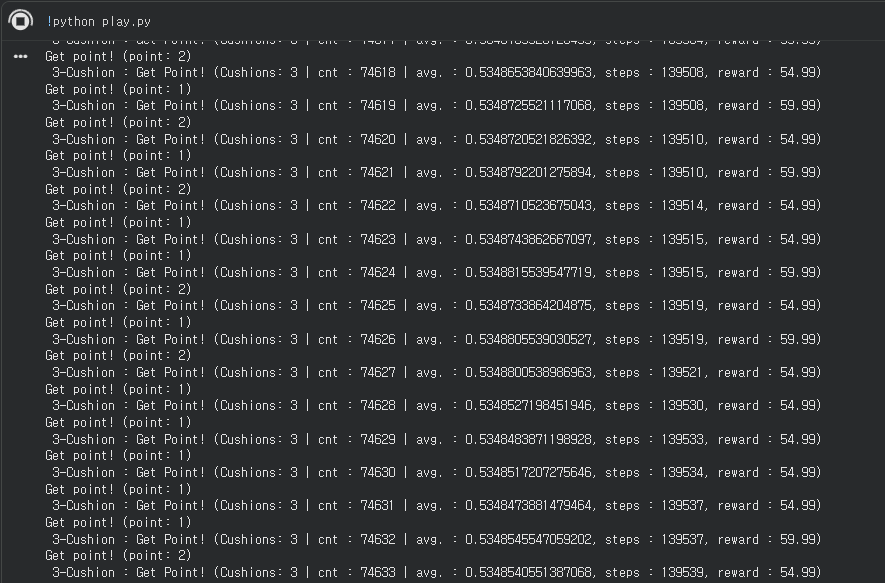 !python play.py
Get point! (point: 2)
3-Cushion : Get Point! (Cushions: 3 | cnt : 74618 | avg. : 0.5348653840639963, steps : 139508, reward : 54.99)
Get point! (point: 1)
3-Cushion : Get Point! (Cushions: 3 | cnt : 74619 | avg. : 0.5348725521117068, steps : 139508, reward : 59.99)
Get point! (point: 2)
3-Cushion : Get Point! (Cushions: 3 | cnt : 74620 | avg. : 0.5348720521826392, steps : 139510, reward : 54.99)
Get point! (point: 1)
3-Cushion : Get Point! (Cushions: 3 | cnt : 74621 | avg. : 0.5348792201275894, steps : 139510, reward : 59.99)
Get point! (point: 2)
3-Cushion : Get Point! (Cushions: 3 | cnt : 74622 | avg. : 0.5348710523675043, steps : 139514, reward : 54.99)
Get point! (point: 1)
3-Cushion : Get Point! (Cushions: 3 | cnt : 74623 | avg. : 0.5348743862667097, steps : 139515, reward : 54.99)
Get point! (point: 1)
3-Cushion : Get Point! (Cushions: 3 | cnt : 74624 | avg. : 0.5348815539547719, steps : 139515, reward : 59.99)
Get point! (point: 2)
3-Cushion : Get Point! (Cushions: 3 | cnt : 74625 | avg. : 0.5348733864204875, steps : 139519, reward : 54.99)
Get point! (point: 1)
3-Cushion : Get Point! (Cushions: 3 | cnt : 74626 | avg. : 0.5348805539030527, steps : 139519, reward : 59.99)
Get point! (point: 2)
3-Cushion : Get Point! (Cushions: 3 | cnt : 74627 | avg. : 0.5348800538986963, steps : 139521, reward : 54.99)
Get point! (point: 1)
3-Cushion : Get Point! (Cushions: 3 | cnt : 74628 | avg. : 0.5348527198451946, steps : 139530, reward : 54.99)
Get point! (point: 1)
3-Cushion : Get Point! (Cushions: 3 | cnt : 74629 | avg. : 0.5348483871198928, steps : 139533, reward : 54.99)
Get point! (point: 1)
3-Cushion : Get Point! (Cushions: 3 | cnt : 74630 | avg. : 0.5348517207275646, steps : 139534, reward : 54.99)
Get point! (point: 1)
3-Cushion : Get Point! (Cushions: 3 | cnt : 74631 | avg. : 0.5348473881479464, steps : 139537, reward : 54.99)
Get point! (point: 1)
3-Cushion : Get Point! (Cushions: 3 | cnt : 74632 | avg. : 0.5348545547059202, steps : 139537, reward : 59.99)
Get point! (point: 2)
3-Cushion : Get Point! (Cushions: 3 | cnt : 74633 | avg. : 0.5348540551387068, steps : 139539, reward : 54.99)